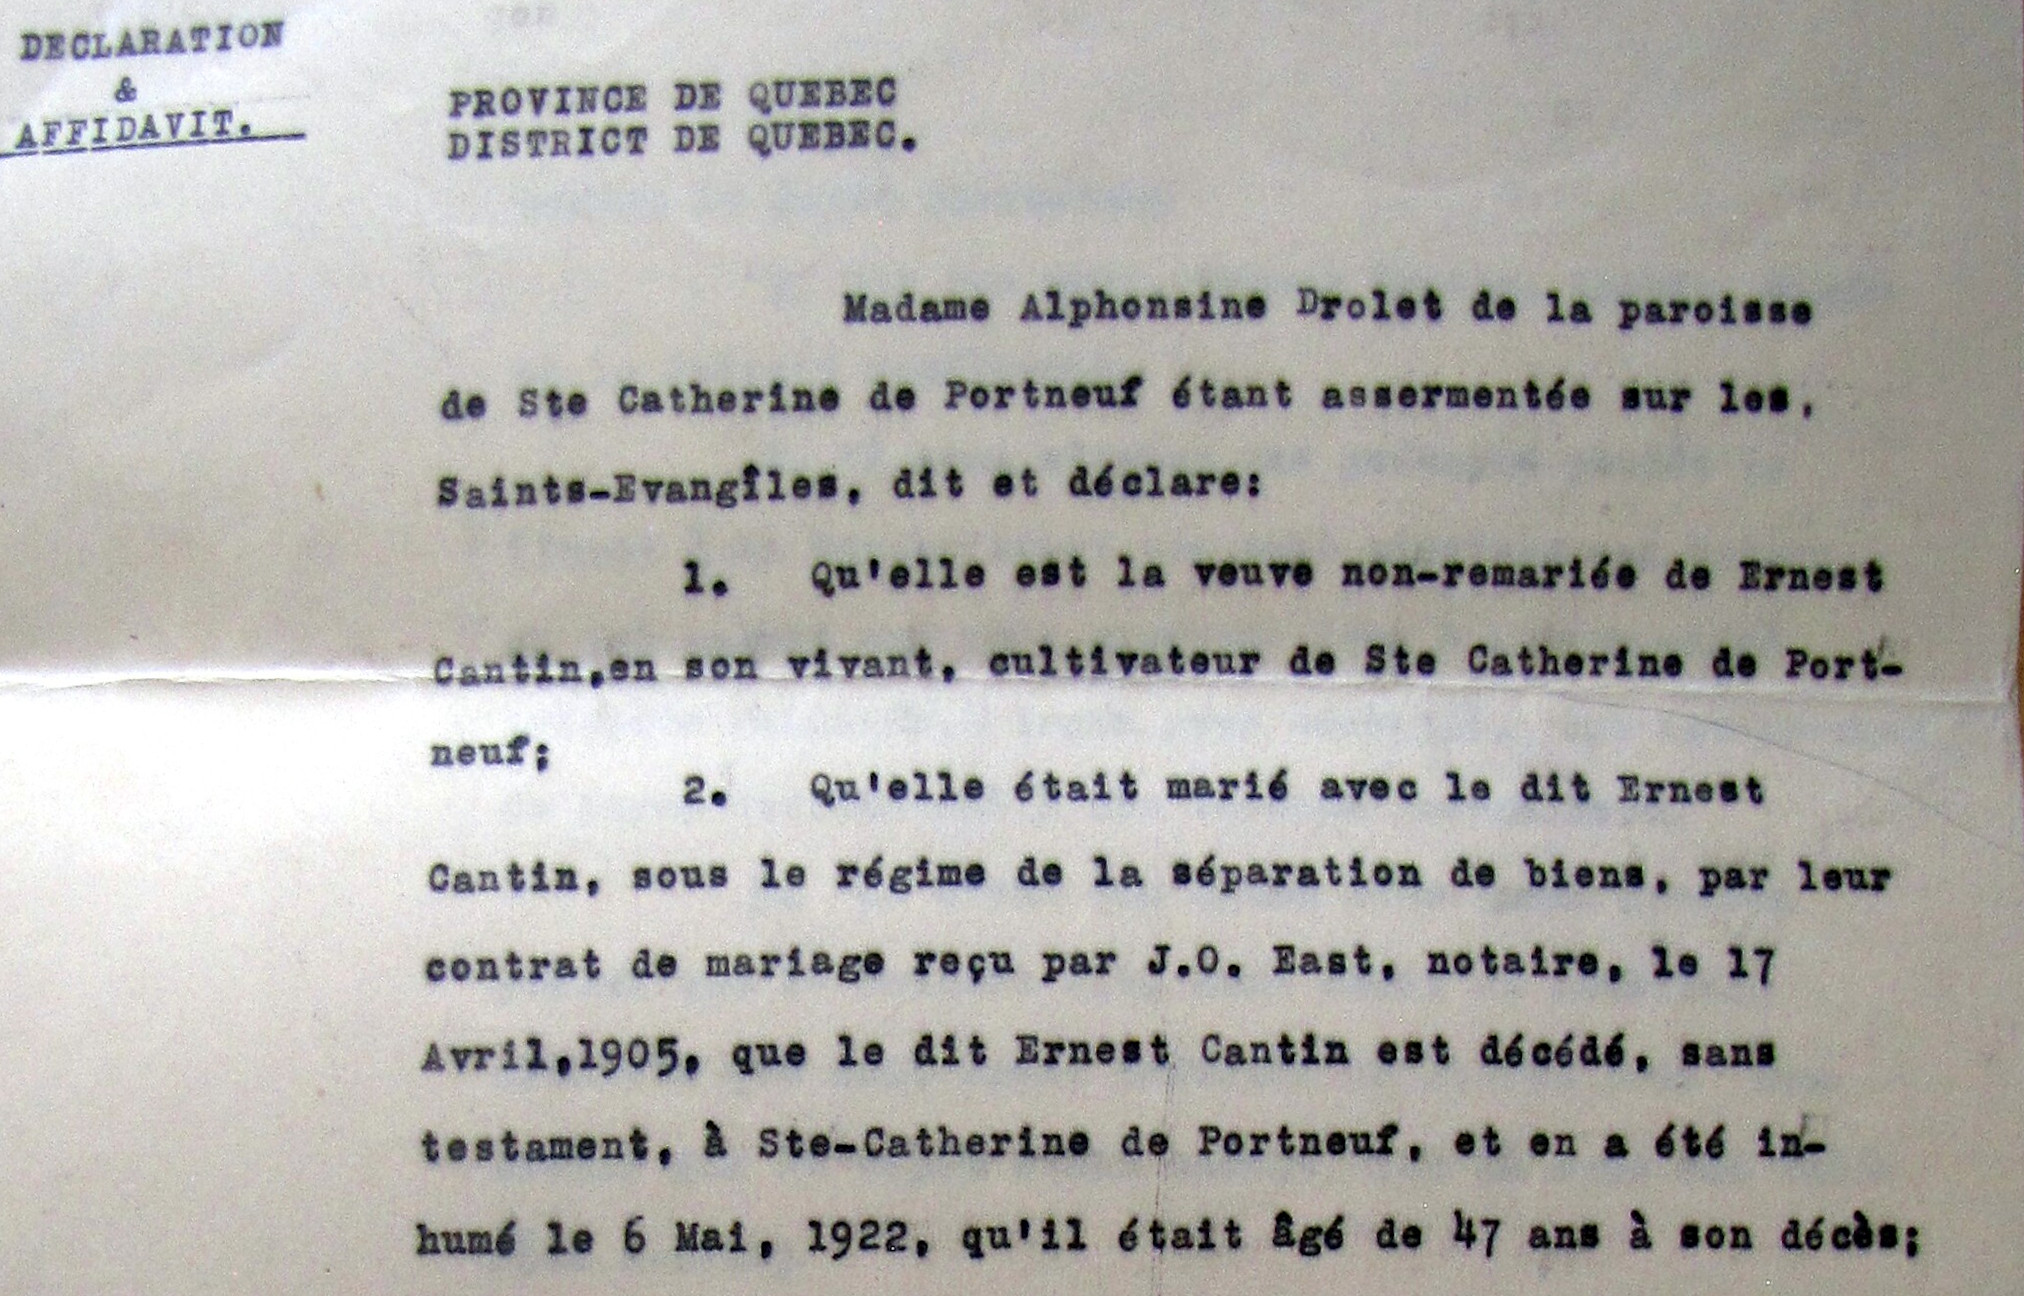 DECLARATION
&
AFFIDAVIT.
PROVINCE DE QUEBEC
DISTRICT DE QUEBEC.
Madame Alphonsine Drolet de la paroisse
de Ste Catherine de Portneuf étant assermentée sur les,
Saints-Evangîles, dit et déclare:
1. Qu'elle est la veuve non-remariée de Ernest
Cantin,en son vivant, cultivateur de Ste Catherine de Port-
neuf;
2. Qu'elle était marié avec le dit Ernest
Cantin, sous le régime de la séparation de biens, par leur
contrat de mariage reçu par J.O. East, notaire, le 17
Avril,1905, que le dit Ernest Cantin est décédé, sans
testament, à Ste-Catherine de Portneuf, et en a été in-
humé le 6 Mai, 1922, qu'il était âgé de 47 ans à son décès;